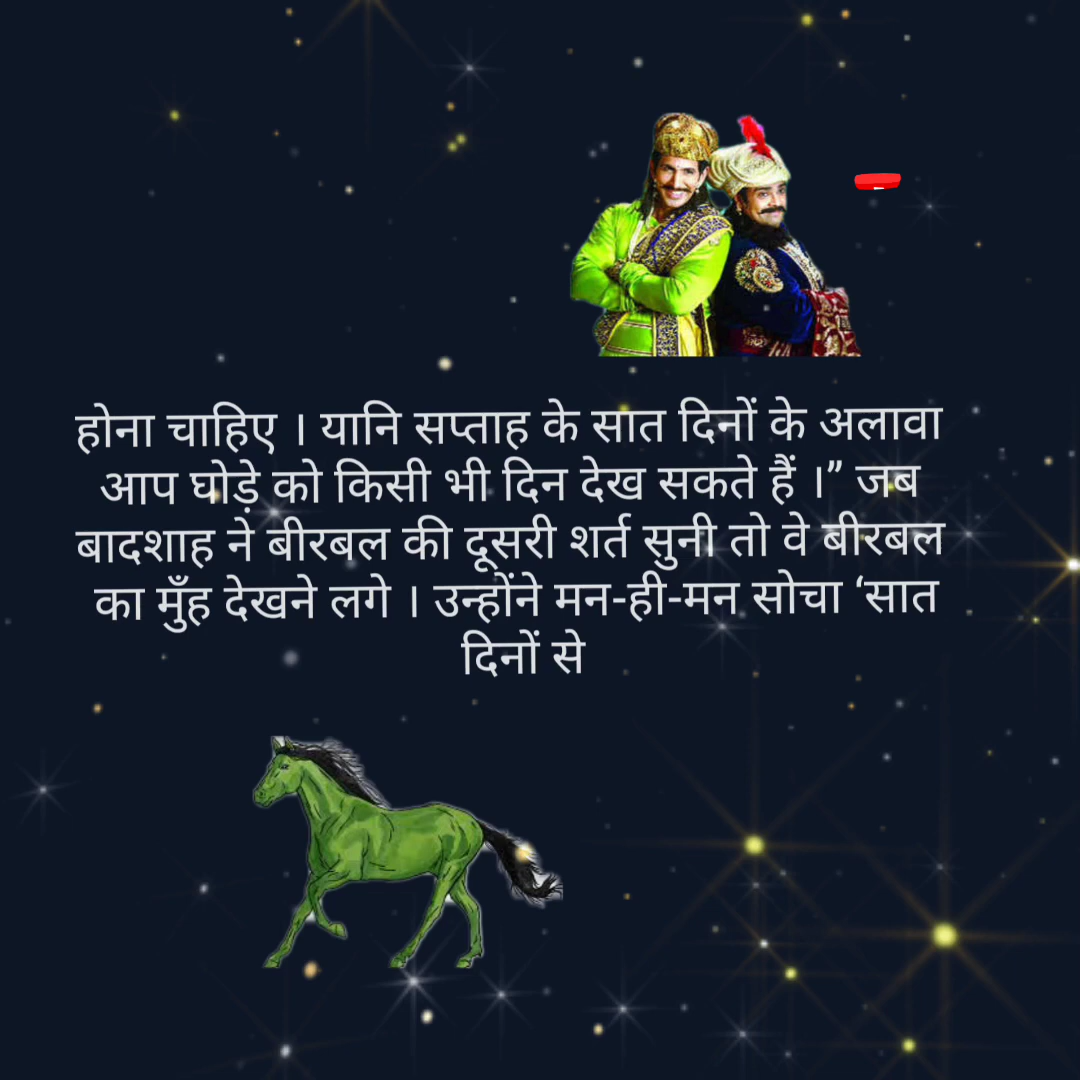 होना चाहिए । यानि सप्ताह के सात दिनों के अलावा
आप घोड़े को किसी भी दिन देख सकते हैं ।” जब
बादशाह ने बीरबल की दूसरी शर्त सुनी तो वे बीरबल
का मुँह देखने लगे । उन्होंने मन-ही-मन सोचा ‘सात
दिनों से